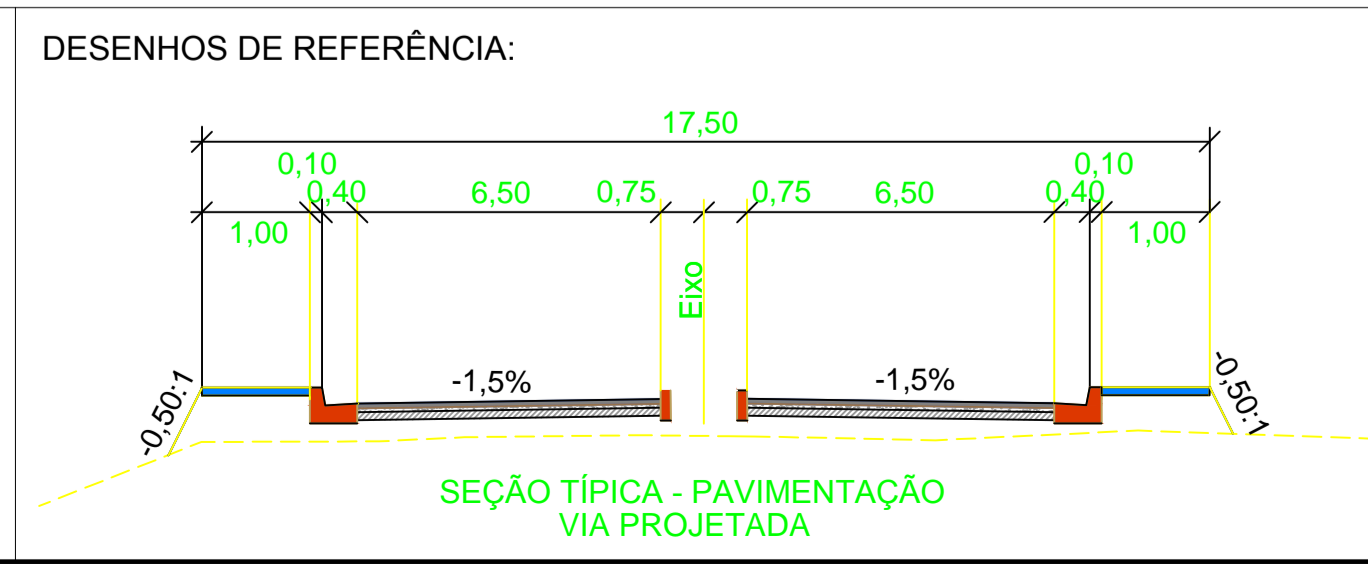 DESENHOS DE REFERÊNCIA:
17,50
0,10 0,10
0,40 6,50 0,75 0,75 6,50 0,40
1,00 1,00
Eixo
-0,50:1 -1,5% -1,5% -0,50:1
SEÇÃO TÍPICA - PAVIMENTAÇÃO
VIA PROJETADA